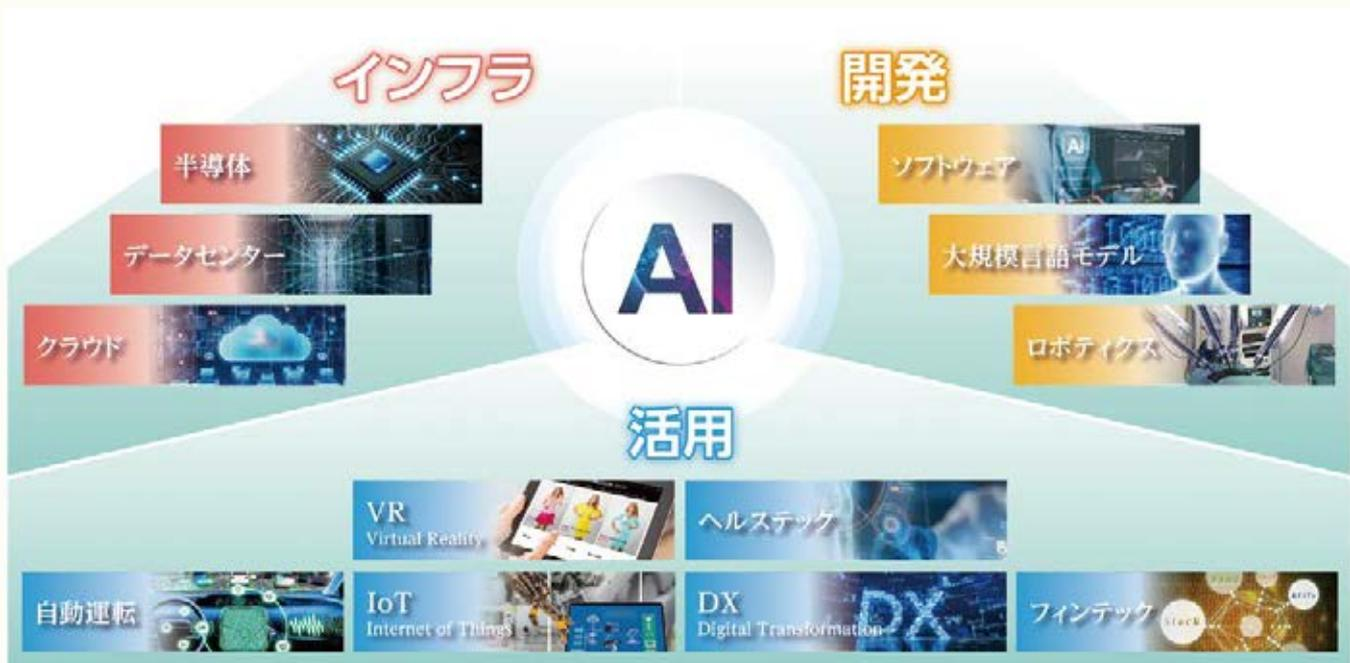 インフラ
開発
半導体
データセンター
クラウド
AI
ソフトウェア
AI
大規模言語モデル
ロボティクス
活用
VR
Virtual Reality
ヘルステック
自動運転
IoT
Internet of Things
DX
Digital Transformation
DX
フィンテック